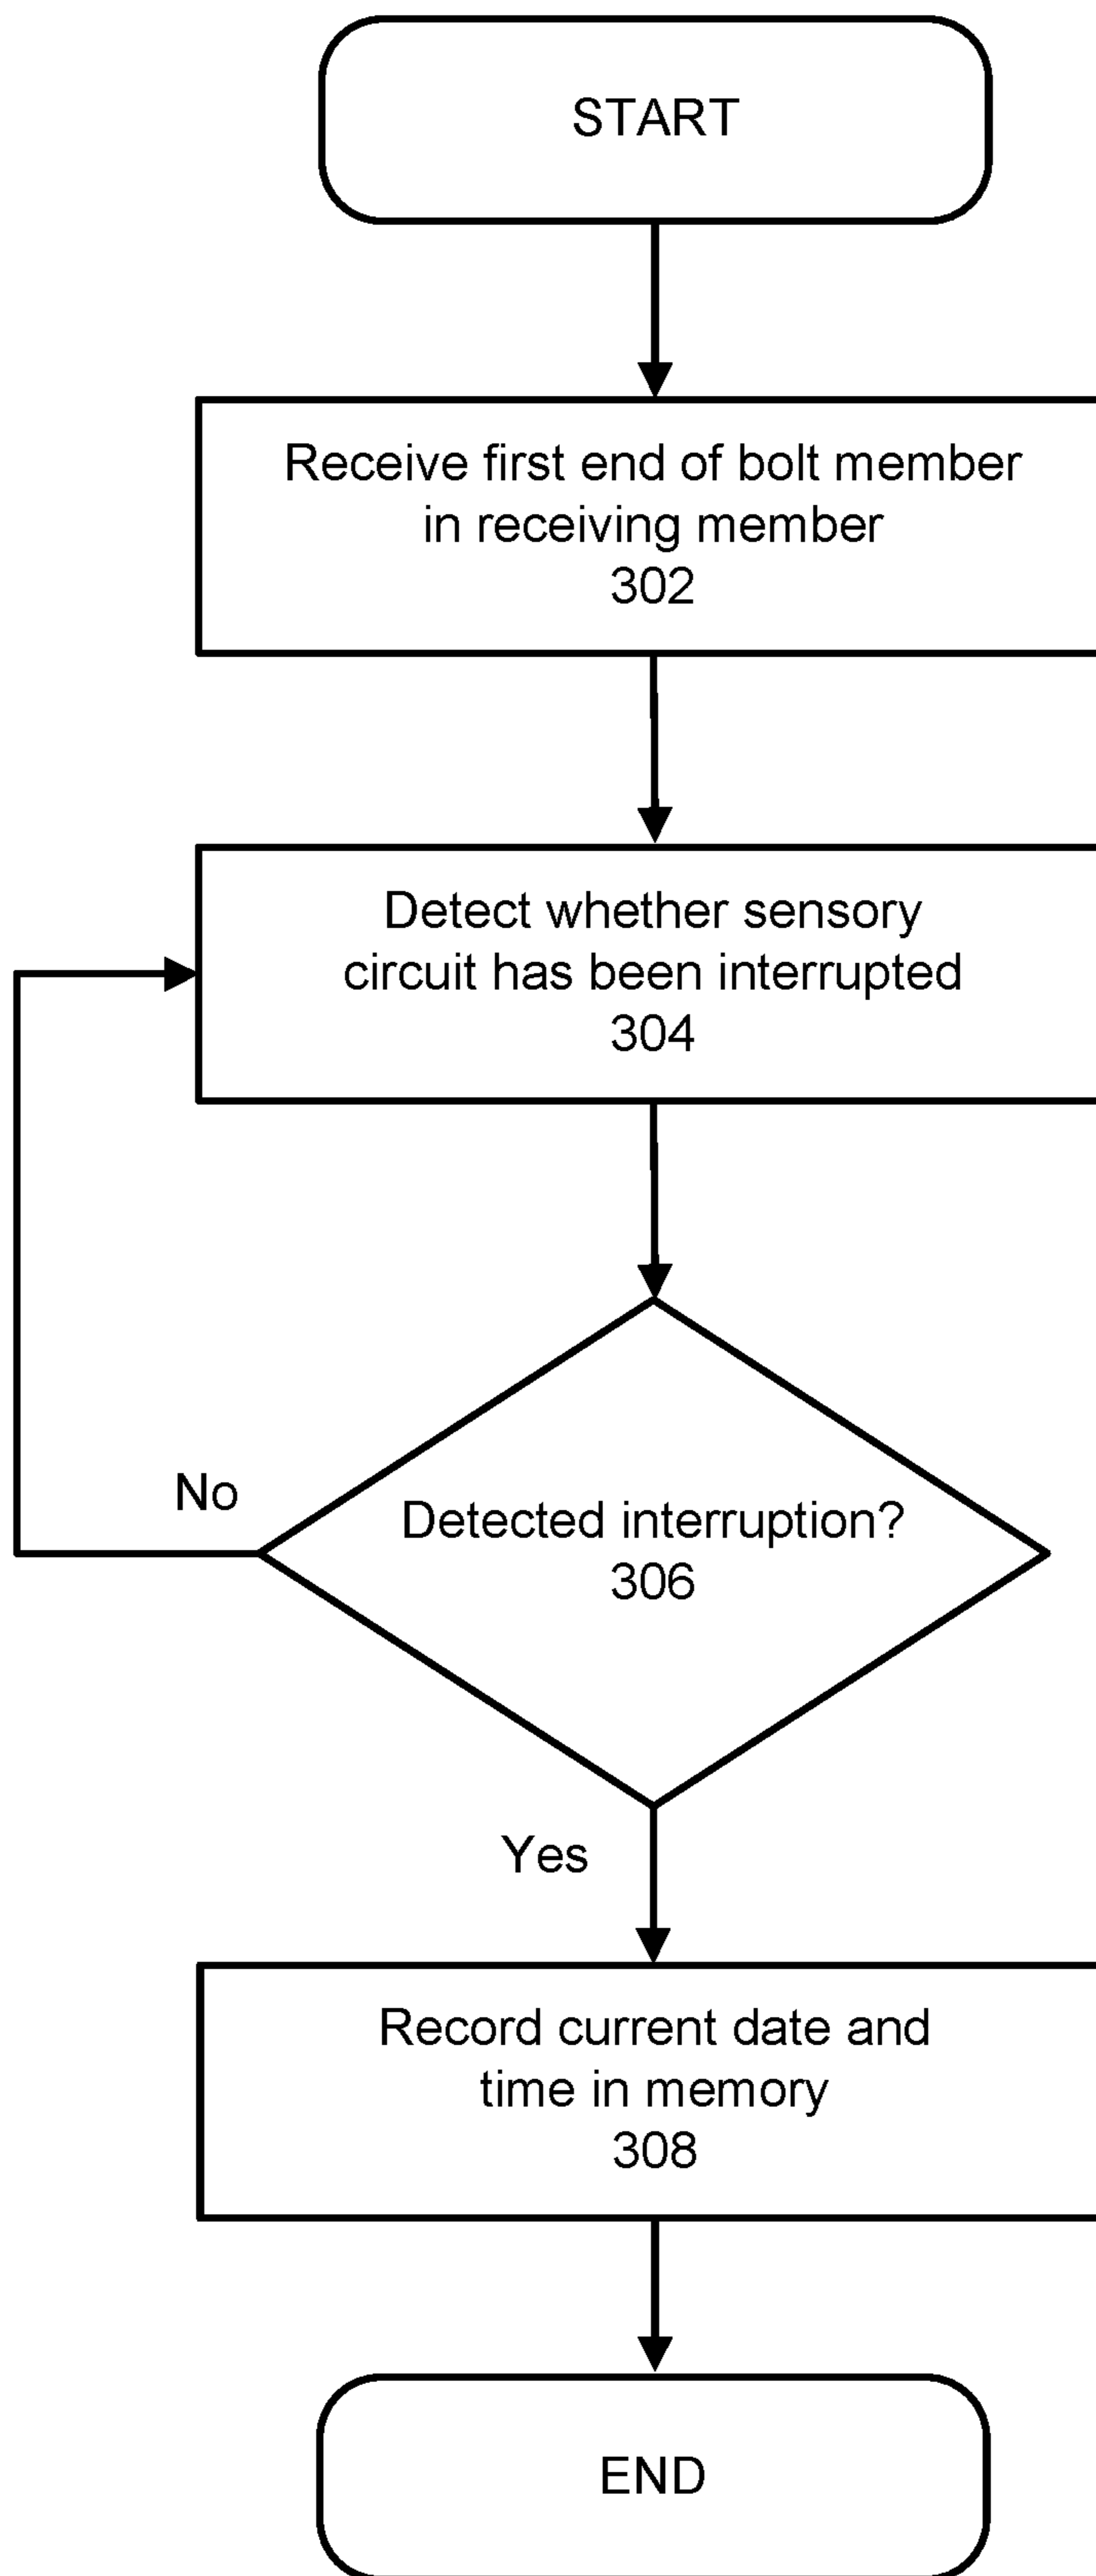 START
Receive first end of bolt member
in receiving member
302
Detect whether sensory
circuit has been interrupted
304
No
Detected interruption?
306
Yes
Record current date and
time in memory
308
END